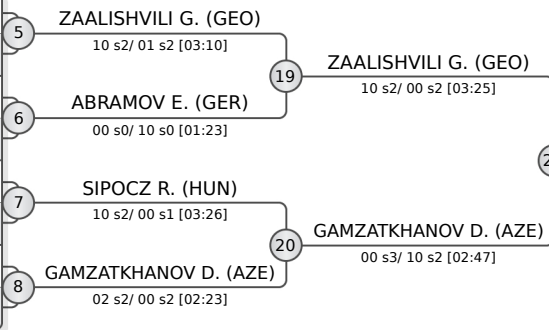 5
ZAALISHVILI G. (GEO)
10 s2/ 01 s2 [03:10]
19
ZAALISHVILI G. (GEO)
10 s2/ 00 s2 [03:25]
6
ABRAMOV E. (GER)
00 s0/ 10 s0 [01:23]
7
SIPOCZ R. (HUN)
10 s2/ 00 s1 [03:26]
20
GAMZATKHANOV D. (AZE)
00 s3/ 10 s2 [02:47]
8
GAMZATKHANOV D. (AZE)
02 s2/ 00 s2 [02:23]